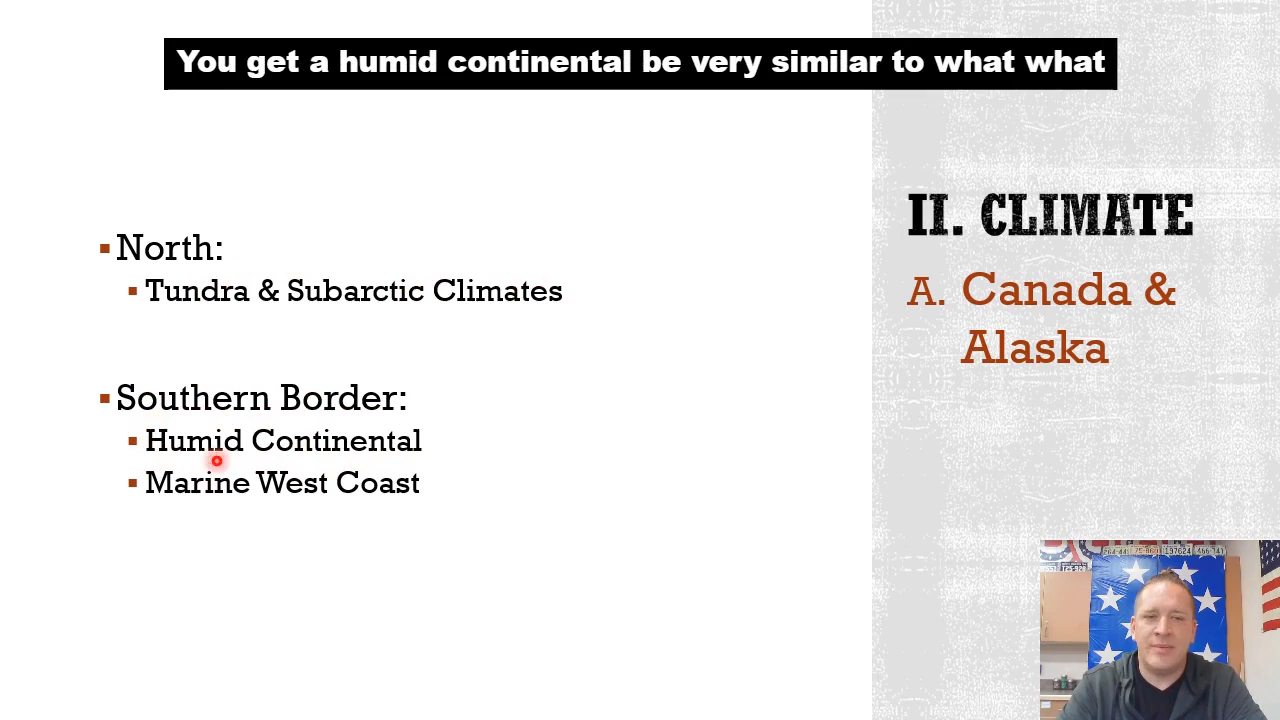 You get a humid continental be very similar to what what
North:
Tundra & Subarctic Climates
Southern Border:
Humid Continental
Marine West Coast
II. CLIMATE
A. Canada &
Alaska